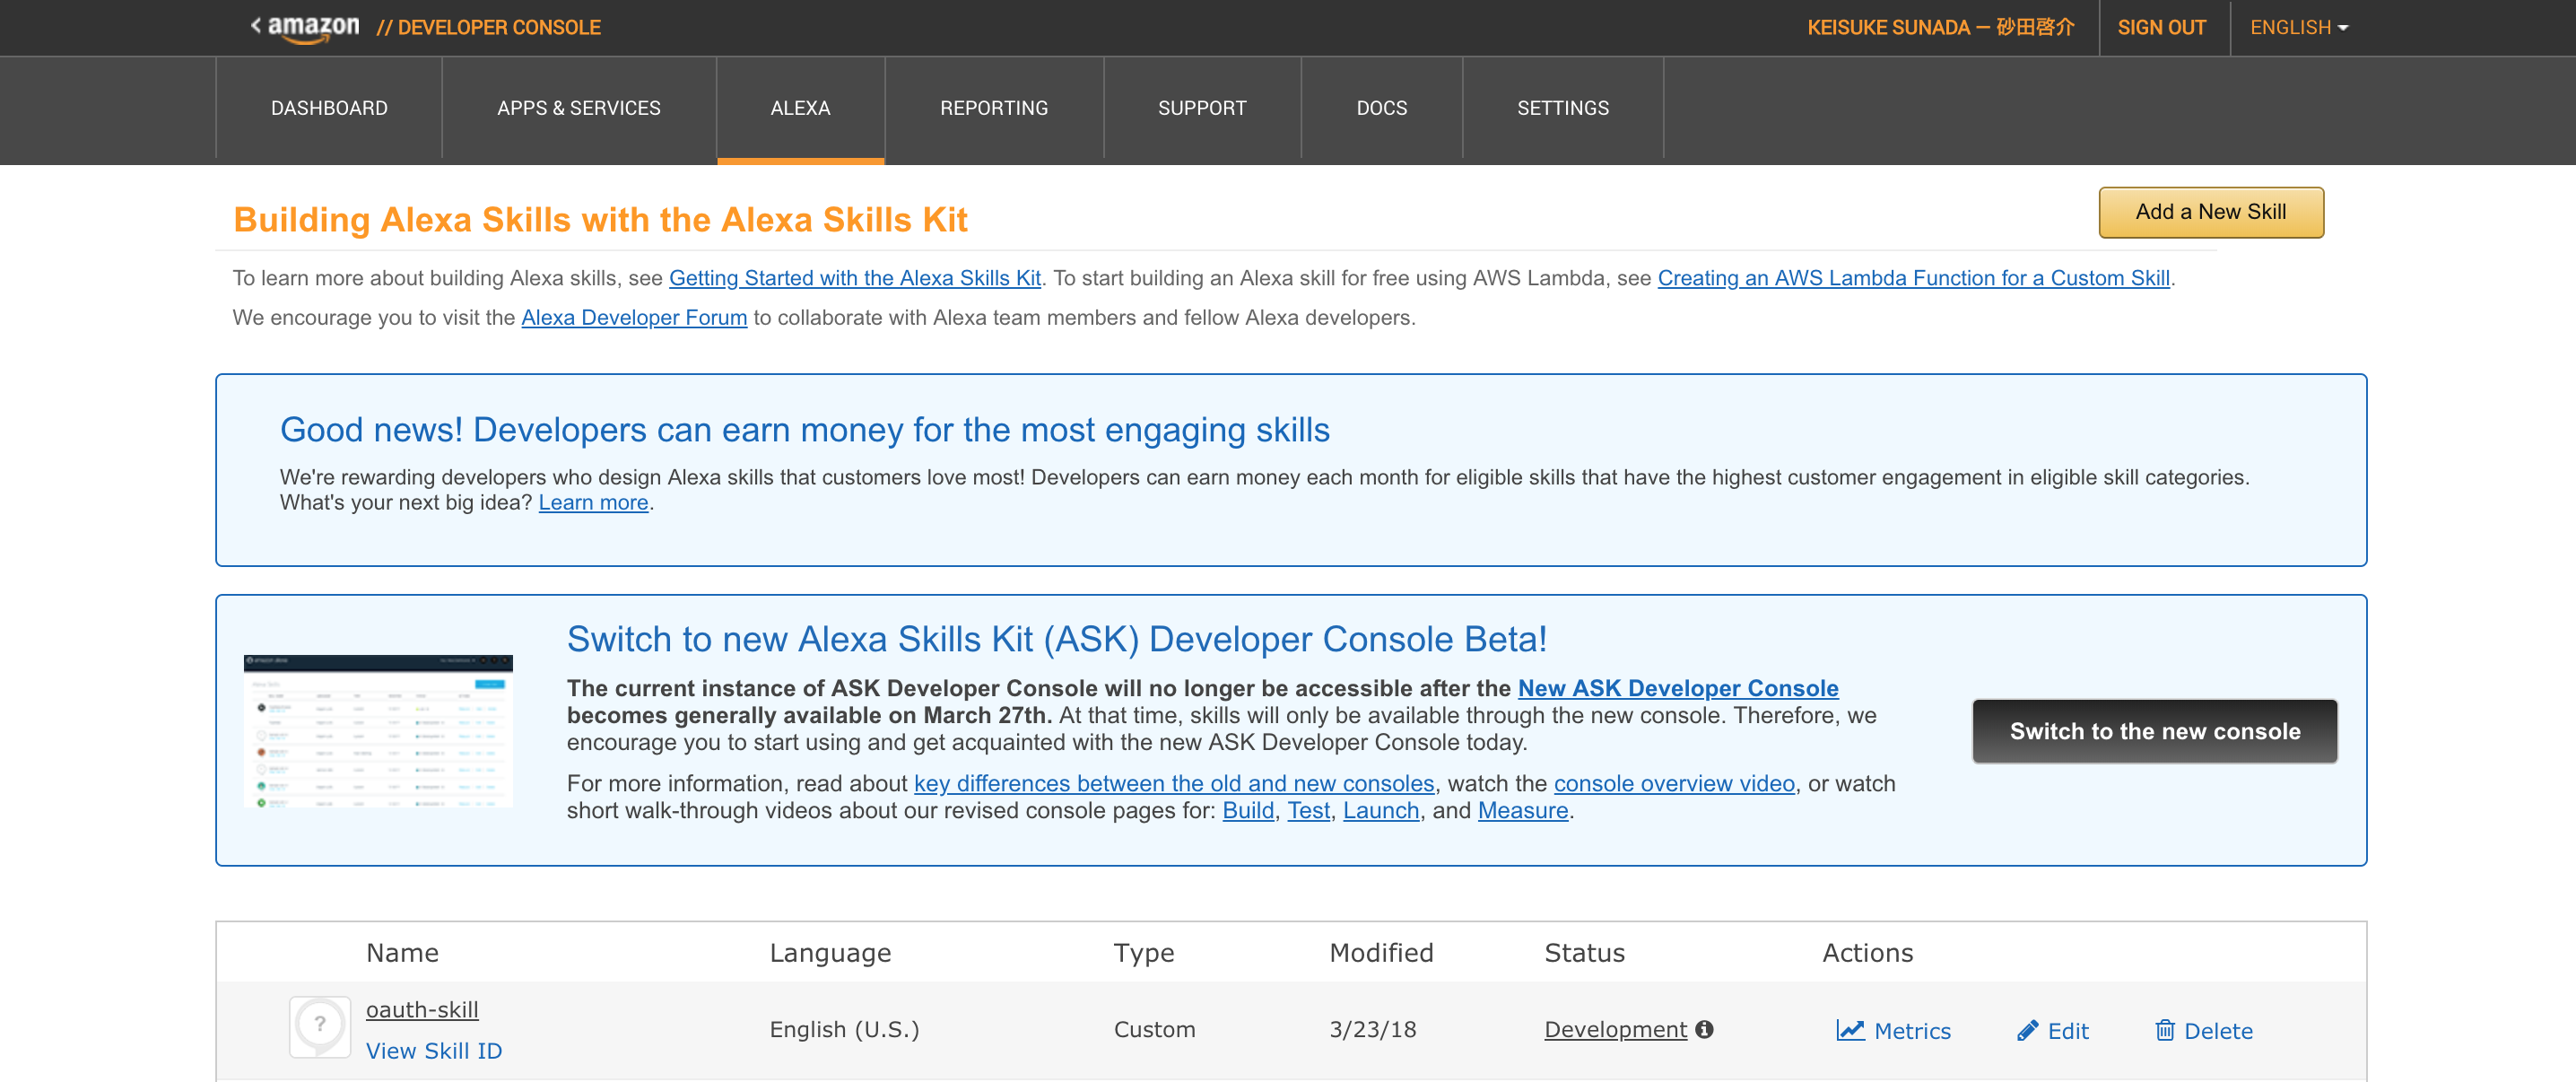 amazon // DEVELOPER CONSOLE
KEISUKE SUNADA — 砂田啓介 SIGN OUT ENGLISH
DASHBOARD APPS & SERVICES ALEXA REPORTING SUPPORT DOCS SETTINGS
Building Alexa Skills with the Alexa Skills Kit
Add a New Skill
To learn more about building Alexa skills, see Getting Started with the Alexa Skills Kit. To start building an Alexa skill for free using AWS Lambda, see Creating an AWS Lambda Function for a Custom Skill.
We encourage you to visit the Alexa Developer Forum to collaborate with Alexa team members and fellow Alexa developers.
Good news! Developers can earn money for the most engaging skills
We're rewarding developers who design Alexa skills that customers love most! Developers can earn money each month for eligible skills that have the highest customer engagement in eligible skill categories.
What's your next big idea? Learn more.
Switch to new Alexa Skills Kit (ASK) Developer Console Beta!
The current instance of ASK Developer Console will no longer be accessible after the New ASK Developer Console
becomes generally available on March 27th. At that time, skills will only be available through the new console. Therefore, we
encourage you to start using and get acquainted with the new ASK Developer Console today.
For more information, read about key differences between the old and new consoles, watch the console overview video, or watch
short walk-through videos about our revised console pages for: Build, Test, Launch, and Measure.
Switch to the new console
Name Language Type Modified Status Actions
oauth-skill
View Skill ID
English (U.S.) Custom 3/23/18 Development Metrics Edit Delete